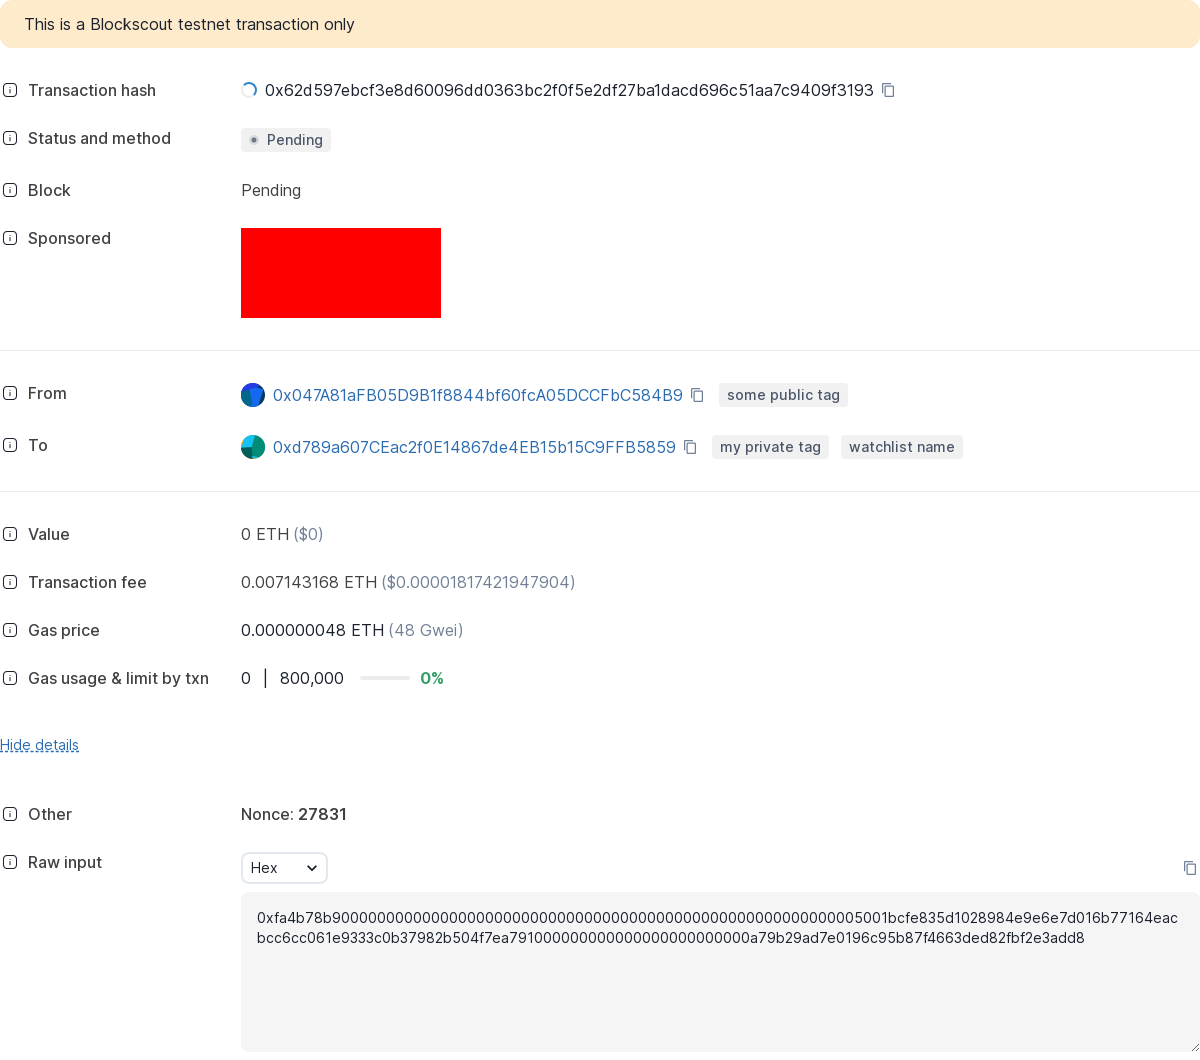 This is a Blockscout testnet transaction only
Transaction hash 0x62d597ebcf3e8d60096dd0363bc2f0f5e2df27ba1dacd696c51aa7c9409f3193
Status and method Pending
Block Pending
Sponsored
From 0x047A81aFB05D9B1f8844bf60fcA05DCCFbC584B9 some public tag
To 0xd789a607CEac2f0E14867de4EB15b15C9FFB5859 my private tag watchlist name
Value 0 ETH ($0)
Transaction fee 0.007143168 ETH ($0.00001817421947904)
Gas price 0.000000048 ETH (48 Gwei)
Gas usage & limit by txn 0 | 800,000 0%
Hide details
Other Nonce: 27831
Raw input Hex
0xfa4b78b90000000000000000000000000000000000000000000000000000000005001bcfe835d1028984e9e6e7d016b77164eac
bcc6cc061e9333c0b37982b504f7ea791000000000000000000000000a79b29ad7e0196c95b87f4663ded82fbf2e3add8